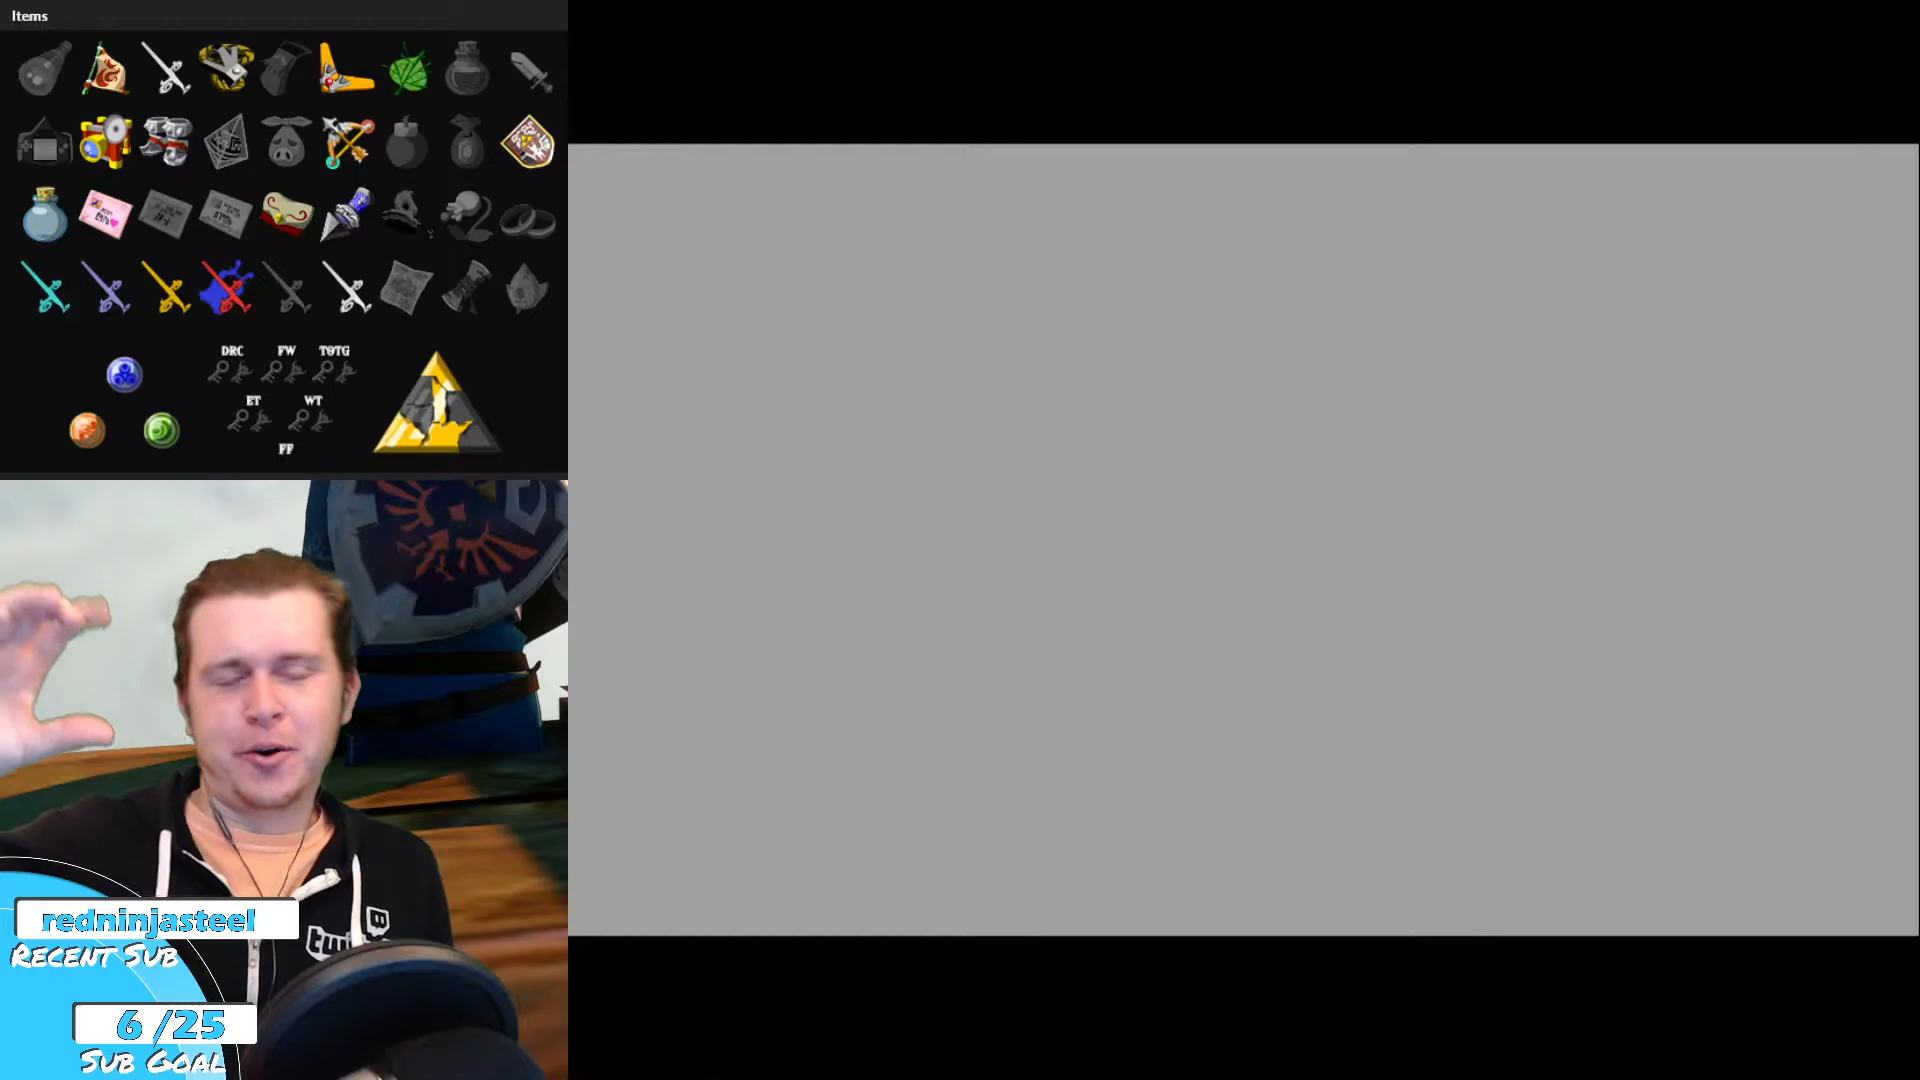 Items
DRC FW TOTG
ET WT
FF
redninjasteel
Recent Sub
6 /25
Sub Goal